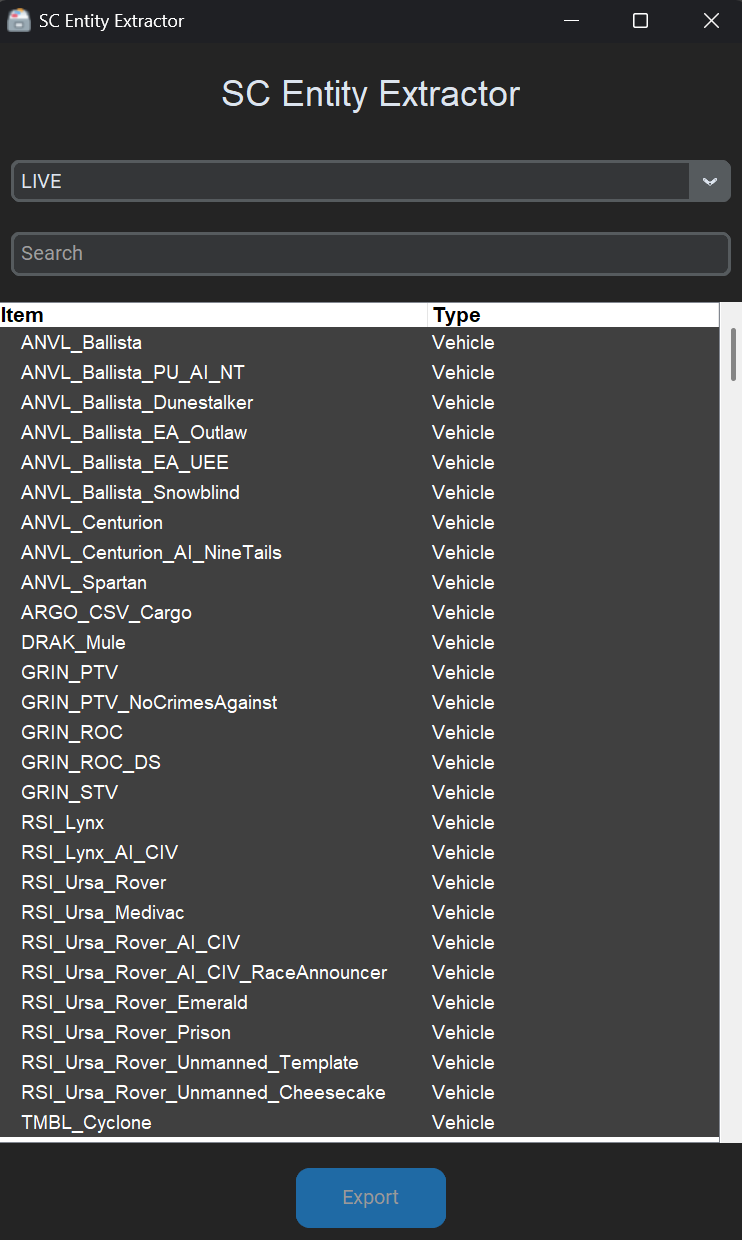 SC Entity Extractor
SC Entity Extractor
LIVE
Search
Item Type
ANVL_Ballista Vehicle
ANVL_Ballista_PU_AI_NT Vehicle
ANVL_Ballista_Dunestalker Vehicle
ANVL_Ballista_EA_Outlaw Vehicle
ANVL_Ballista_EA_UEE Vehicle
ANVL_Ballista_Snowblind Vehicle
ANVL_Centurion Vehicle
ANVL_Centurion_AI_NineTails Vehicle
ANVL_Spartan Vehicle
ARGO_CSV_Cargo Vehicle
DRAK_Mule Vehicle
GRIN_PTV Vehicle
GRIN_PTV_NoCrimesAgainst Vehicle
GRIN_ROC Vehicle
GRIN_ROC_DS Vehicle
GRIN_STV Vehicle
RSI_Lynx Vehicle
RSI_Lynx_AI_CIV Vehicle
RSI_Ursa_Rover Vehicle
RSI_Ursa_Medivac Vehicle
RSI_Ursa_Rover_AI_CIV Vehicle
RSI_Ursa_Rover_AI_CIV_RaceAnnouncer Vehicle
RSI_Ursa_Rover_Emerald Vehicle
RSI_Ursa_Rover_Prison Vehicle
RSI_Ursa_Rover_Unmanned_Template Vehicle
RSI_Ursa_Rover_Unmanned_Cheesecake Vehicle
TMBL_Cyclone Vehicle
Export